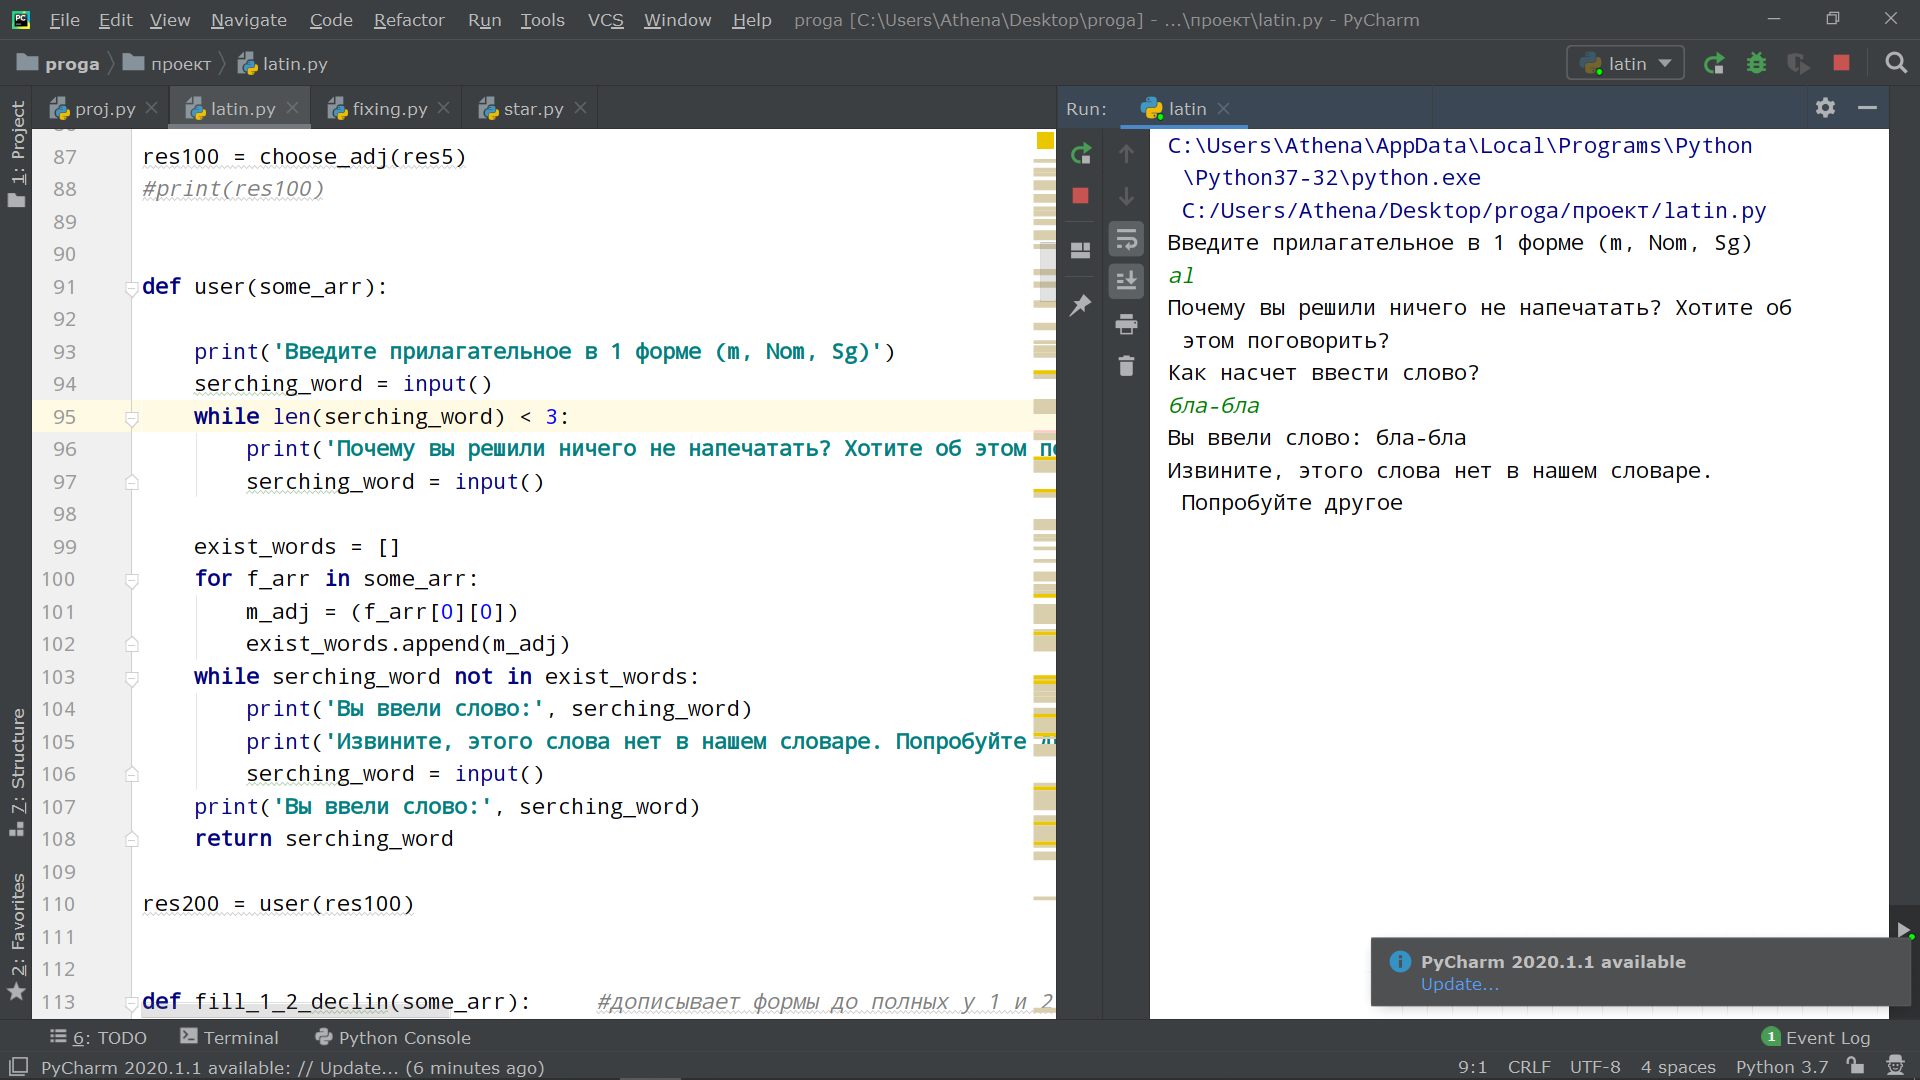 File Edit View Navigate Code Refactor Run Tools VCS Window Help proga [C:\Users\Athena\Desktop\proga] - ...\проект\latin.py - PyCharm
proga проект latin.py
latin
1: Project
proj.py latin.py fixing.py star.py
87 res100 = choose_adj(res5)
88 #print(res100)
89
90
91 def user(some_arr):
92
93 print('Введите прилагательное в 1 форме (m, Nom, Sg)')
94 serching_word = input()
95 while len(serching_word) < 3:
96 print('Почему вы решили ничего не напечатать? Хотите об этом
97 serching_word = input()
98
99 exist_words = []
100 for f_arr in some_arr:
101 m_adj = (f_arr[0][0])
102 exist_words.append(m_adj)
103 while serching_word not in exist_words:
104 print('Вы ввели слово:', serching_word)
105 print('Извините, этого слова нет в нашем словаре. Попробуйте
106 serching_word = input()
107 print('Вы ввели слово:', serching_word)
108 return serching_word
109
110 res200 = user(res100)
111
112
113 def fill_1_2_declin(some_arr): #дописывает формы до полных у 1 и 2
7: Structure
2: Favorites
Run: latin
C:\Users\Athena\AppData\Local\Programs\Python
\Python37-32\python.exe
C:/Users/Athena/Desktop/proga/проект/latin.py
Введите прилагательное в 1 форме (m, Nom, Sg)
al
Почему вы решили ничего не напечатать? Хотите об
этом поговорить?
Как насчет ввести слово?
бла-бла
Вы ввели слово: бла-бла
Извините, этого слова нет в нашем словаре.
Попробуйте другое
PyCharm 2020.1.1 available
Update...
6: TODO Terminal Python Console 1 Event Log
PyCharm 2020.1.1 available: // Update... (6 minutes ago) 9:1 CRLF UTF-8 4 spaces Python 3.7